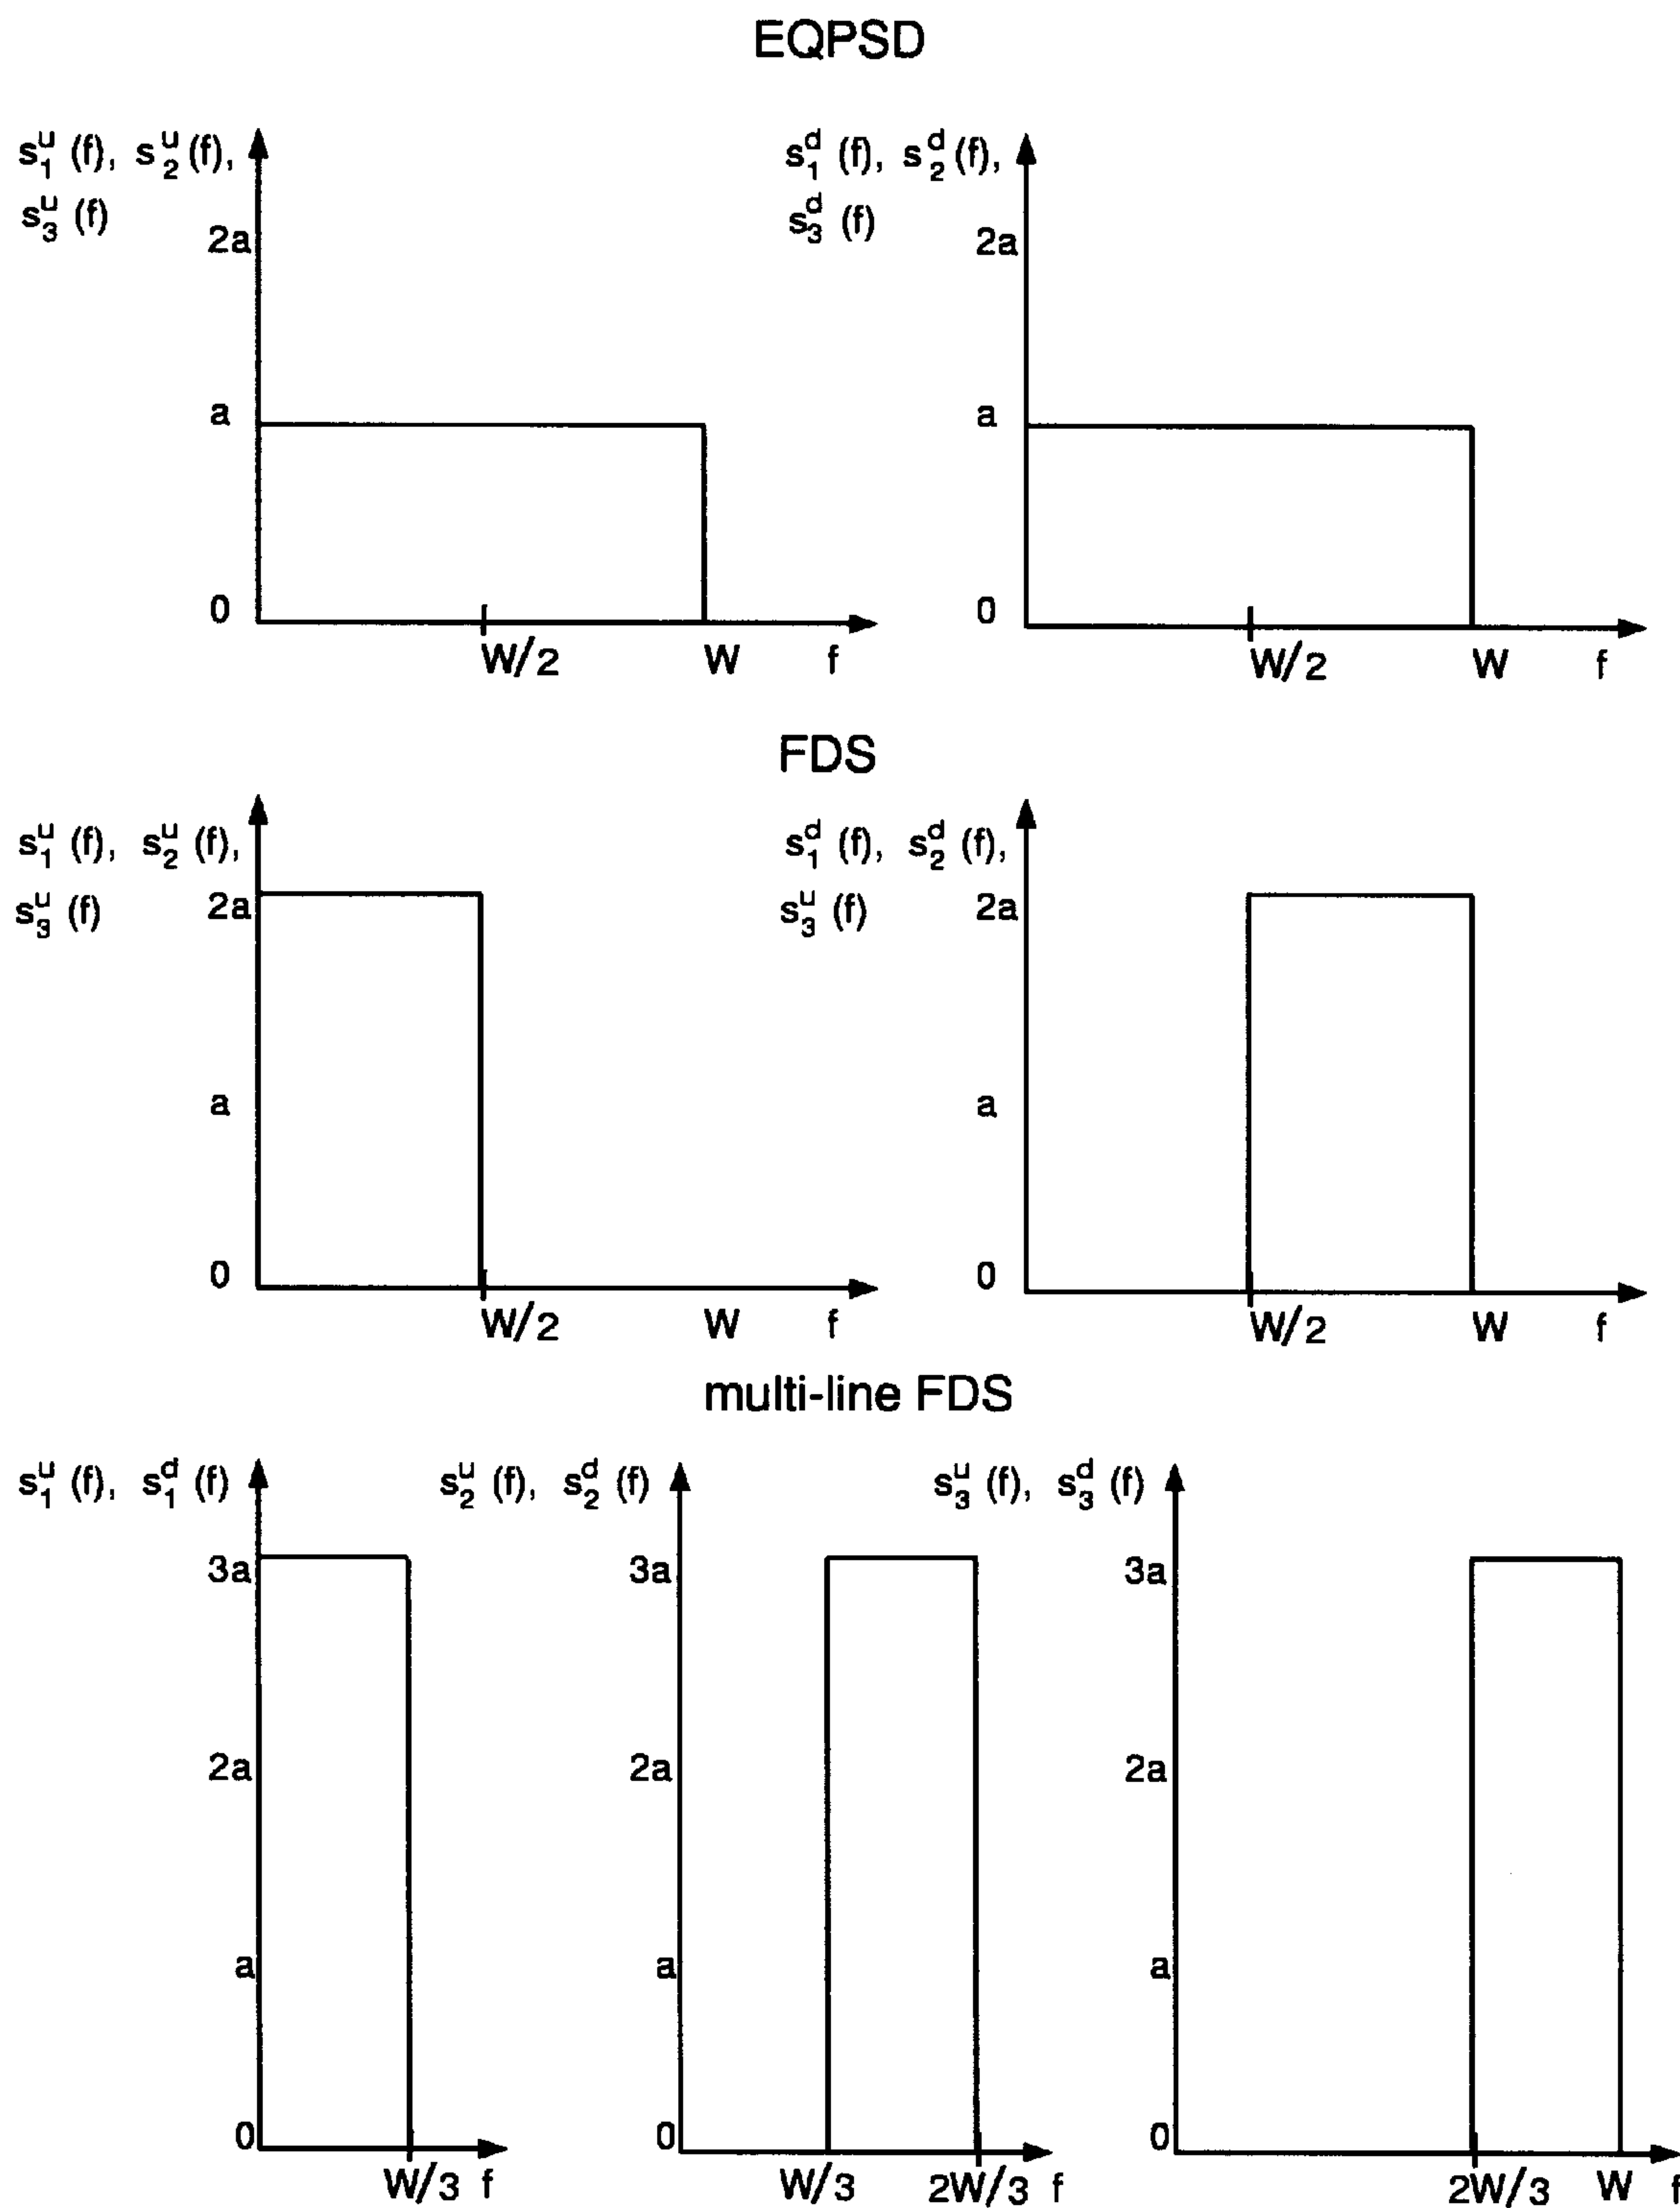 EQPSD
s₁ᵘ (f), s₂ᵘ (f),
s₃ᵘ (f)
2a
a
0
W/2 W f
s₁ᵈ (f), s₂ᵈ (f),
s₃ᵈ (f)
2a
a
0
W/2 W f
FDS
s₁ᵘ (f), s₂ᵘ (f),
s₃ᵘ (f)
2a
a
0
W/2 W f
s₁ᵈ (f), s₂ᵈ (f),
s₃ᵘ (f)
2a
a
0
W/2 W f
multi-line FDS
s₁ᵘ (f), s₁ᵈ (f)
3a
2a
a
0
W/3 f
s₂ᵘ (f), s₂ᵈ (f)
3a
2a
a
0
W/3 2W/3 f
s₃ᵘ (f), s₃ᵈ (f)
3a
2a
a
0
2W/3 W f